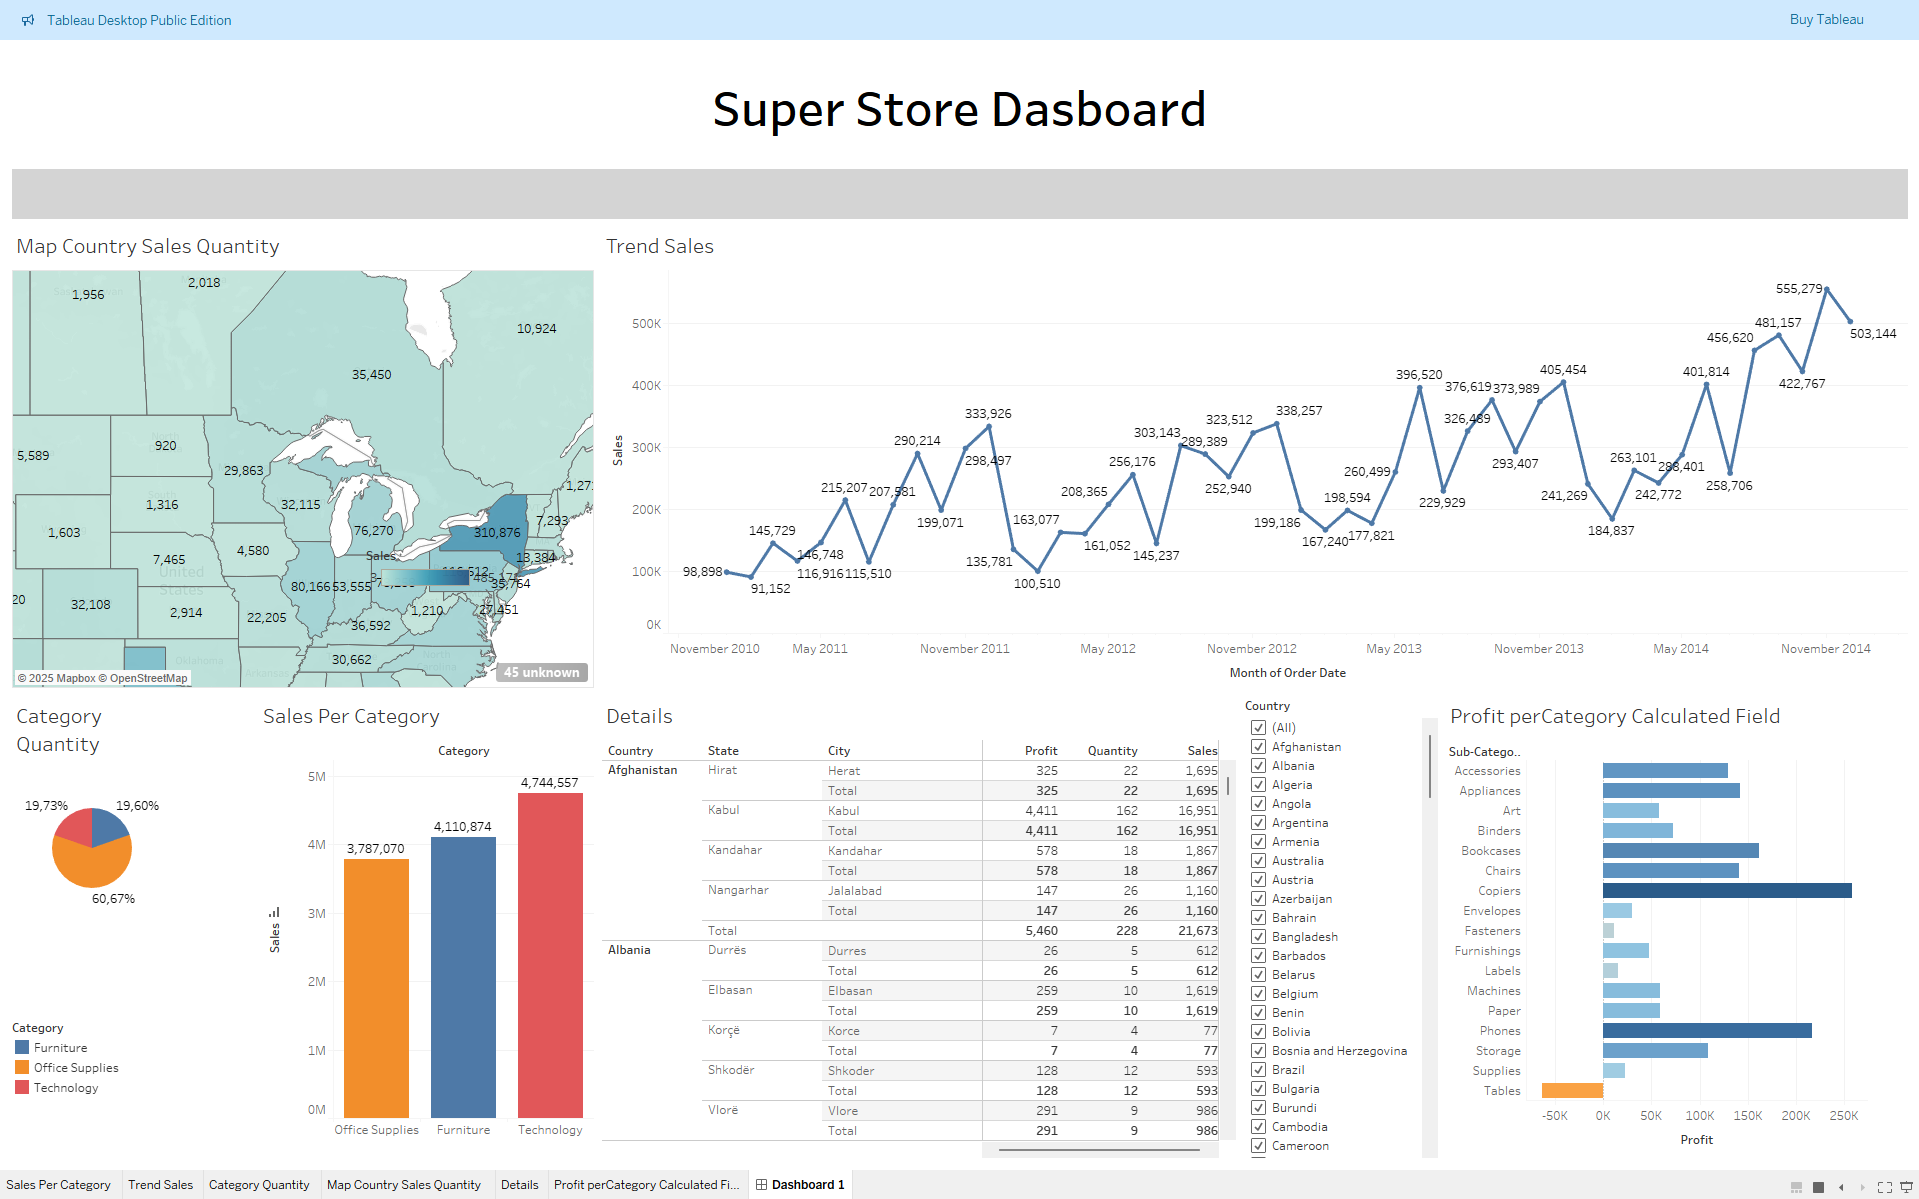 Tableau Desktop Public Edition
Buy Tableau
Super Store Dasboard
Map Country Sales Quantity
1,956
2,018
10,924
35,450
5,589
920
29,863
1,316
32,115
1,27
1,603
76,270
310,876
7,293
7,465
4,580
Sales
13,384
United
States
80,166
53,555
35,764
20
32,108
2,914
22,205
1,210
27,451
36,592
30,662
Oklahoma
North
Carolina
Arkansas
© 2025 Mapbox © OpenStreetMap
45 unknown
Trend Sales
Sales
500K
400K
300K
200K
100K
0K
98,898
91,152
145,729
116,916
146,748
215,207
115,510
207,581
290,214
199,071
298,497
333,926
135,781
100,510
163,077
161,052
208,365
256,176
145,237
303,143
289,389
252,940
323,512
338,257
199,186
167,240
198,594
177,821
260,499
396,520
229,929
326,489
376,619
293,407
373,989
405,454
241,269
184,837
263,101
242,772
288,401
401,814
258,706
456,620
481,157
422,767
555,279
503,144
November 2010
May 2011
November 2011
May 2012
November 2012
May 2013
November 2013
May 2014
November 2014
Month of Order Date
Category
Quantity
19,73%
19,60%
60,67%
Category
Furniture
Office Supplies
Technology
Sales Per Category
Category
Sales
5M
4M
3M
2M
1M
0M
3,787,070
4,110,874
4,744,557
Office Supplies
Furniture
Technology
Details
Country State City Profit Quantity Sales
Afghanistan Hirat Herat 325 22 1,695
Total 325 22 1,695
Kabul Kabul 4,411 162 16,951
Total 4,411 162 16,951
Kandahar Kandahar 578 18 1,867
Total 578 18 1,867
Nangarhar Jalalabad 147 26 1,160
Total 147 26 1,160
Total 5,460 228 21,673
Albania Durrës Durres 26 5 612
Total 26 5 612
Elbasan Elbasan 259 10 1,619
Total 259 10 1,619
Korçë Korce 7 4 77
Total 7 4 77
Shkodër Shkoder 128 12 593
Total 128 12 593
Vlorë Vlore 291 9 986
Total 291 9 986
Country
(All)
Afghanistan
Albania
Algeria
Angola
Argentina
Armenia
Australia
Austria
Azerbaijan
Bahrain
Bangladesh
Barbados
Belarus
Belgium
Benin
Bolivia
Bosnia and Herzegovina
Brazil
Bulgaria
Burundi
Cambodia
Cameroon
Profit perCategory Calculated Field
Sub-Catego..
Accessories
Appliances
Art
Binders
Bookcases
Chairs
Copiers
Envelopes
Fasteners
Furnishings
Labels
Machines
Paper
Phones
Storage
Supplies
Tables
-50K 0K 50K 100K 150K 200K 250K
Profit
Sales Per Category
Trend Sales
Category Quantity
Map Country Sales Quantity
Details
Profit perCategory Calculated Fi...
Dashboard 1